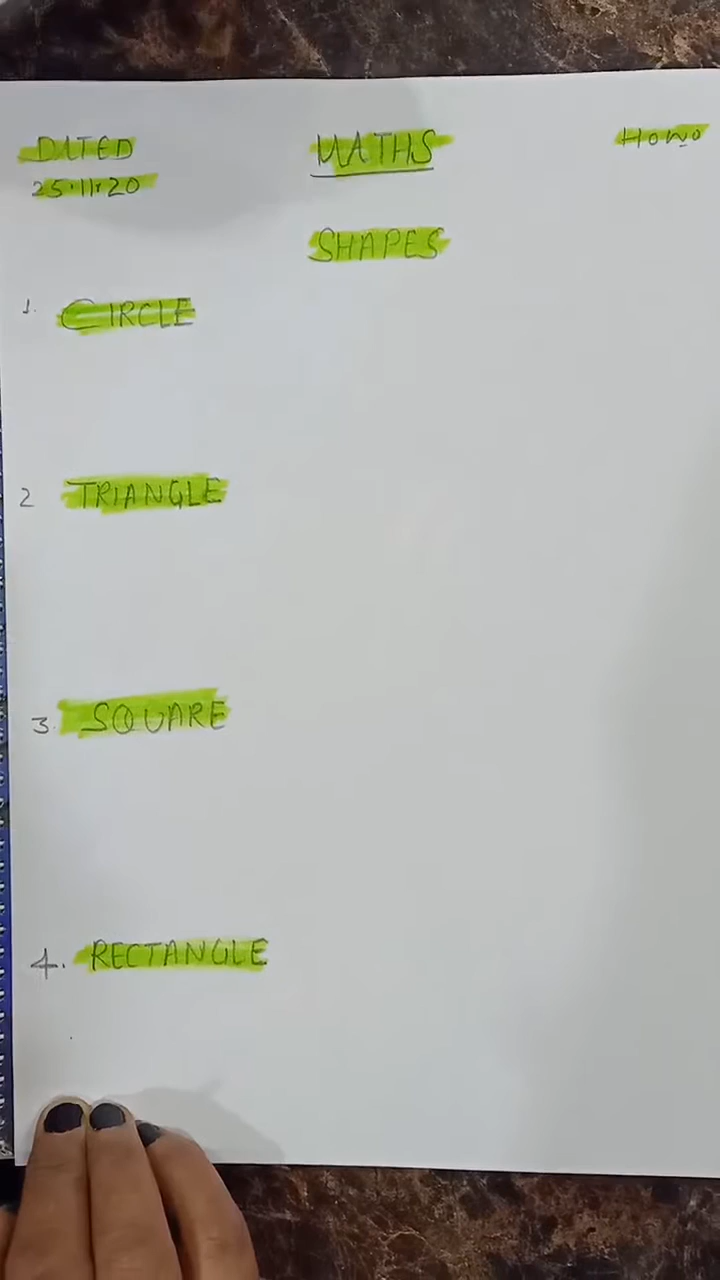 DATED MATHS HOWO
25.11.20
SHAPES
1. CIRCLE
2 TRIANGLE
3. SQUARE
4. RECTANGLE